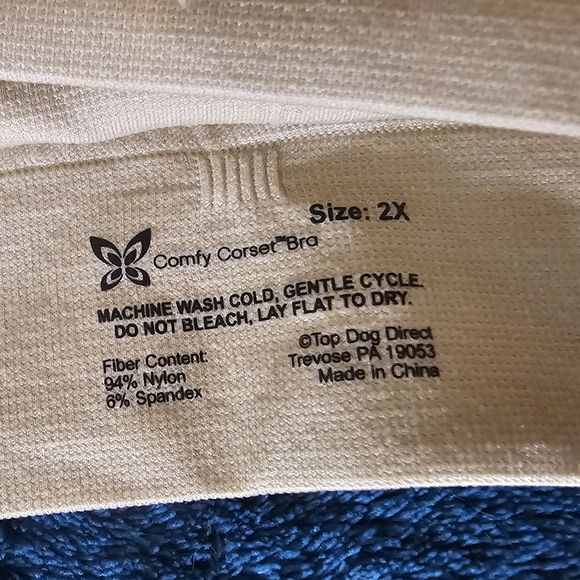 Size: 2X
Comfy Corset™Bra
MACHINE WASH COLD, GENTLE CYCLE.
DO NOT BLEACH, LAY FLAT TO DRY.
Fiber Content:
94% Nylon
6% Spandex
©Top Dog Direct
Trevose PA 19053
Made in China